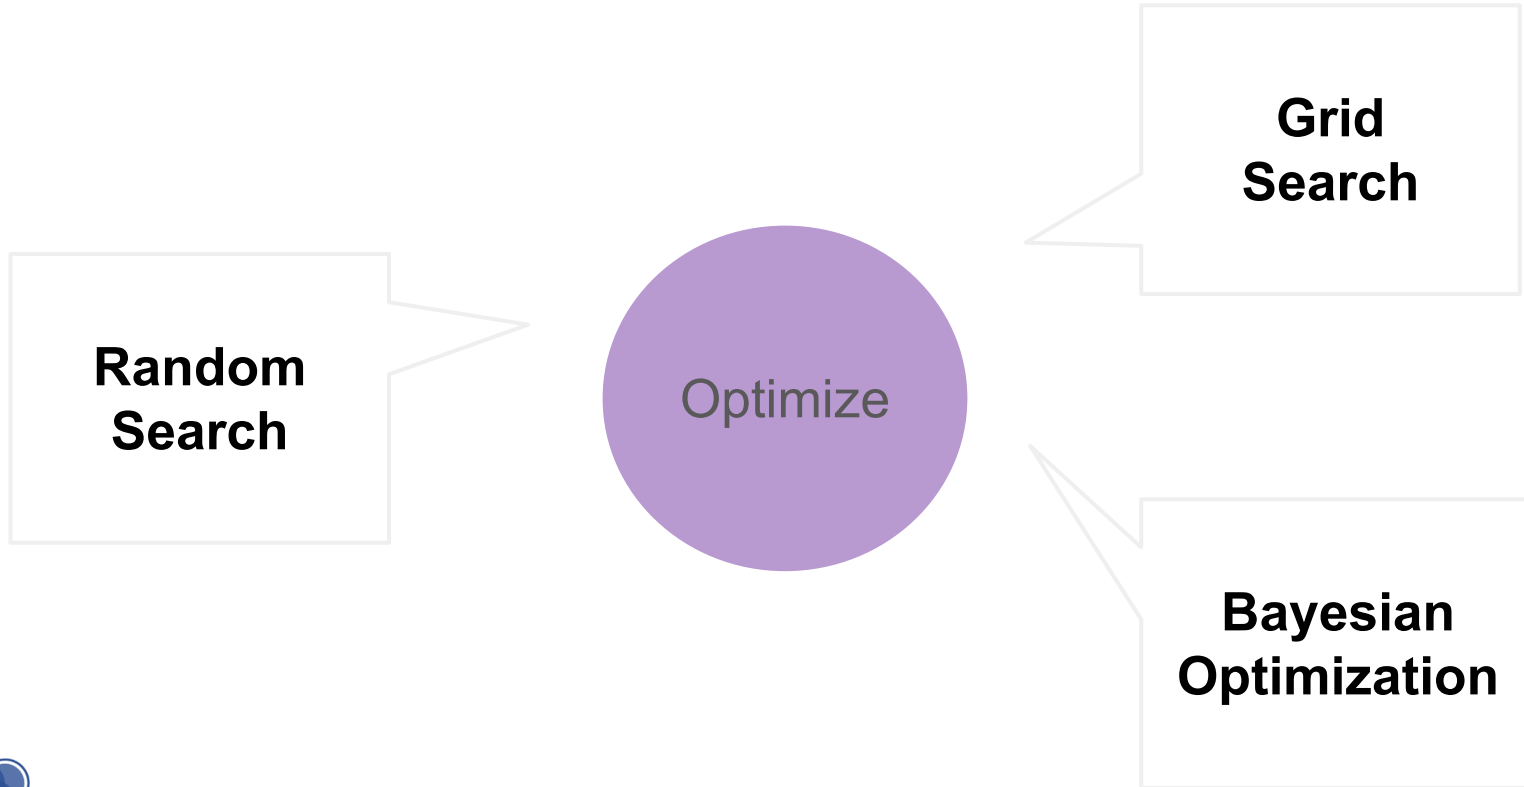 Grid
Search
Random
Search
Optimize
Bayesian
Optimization